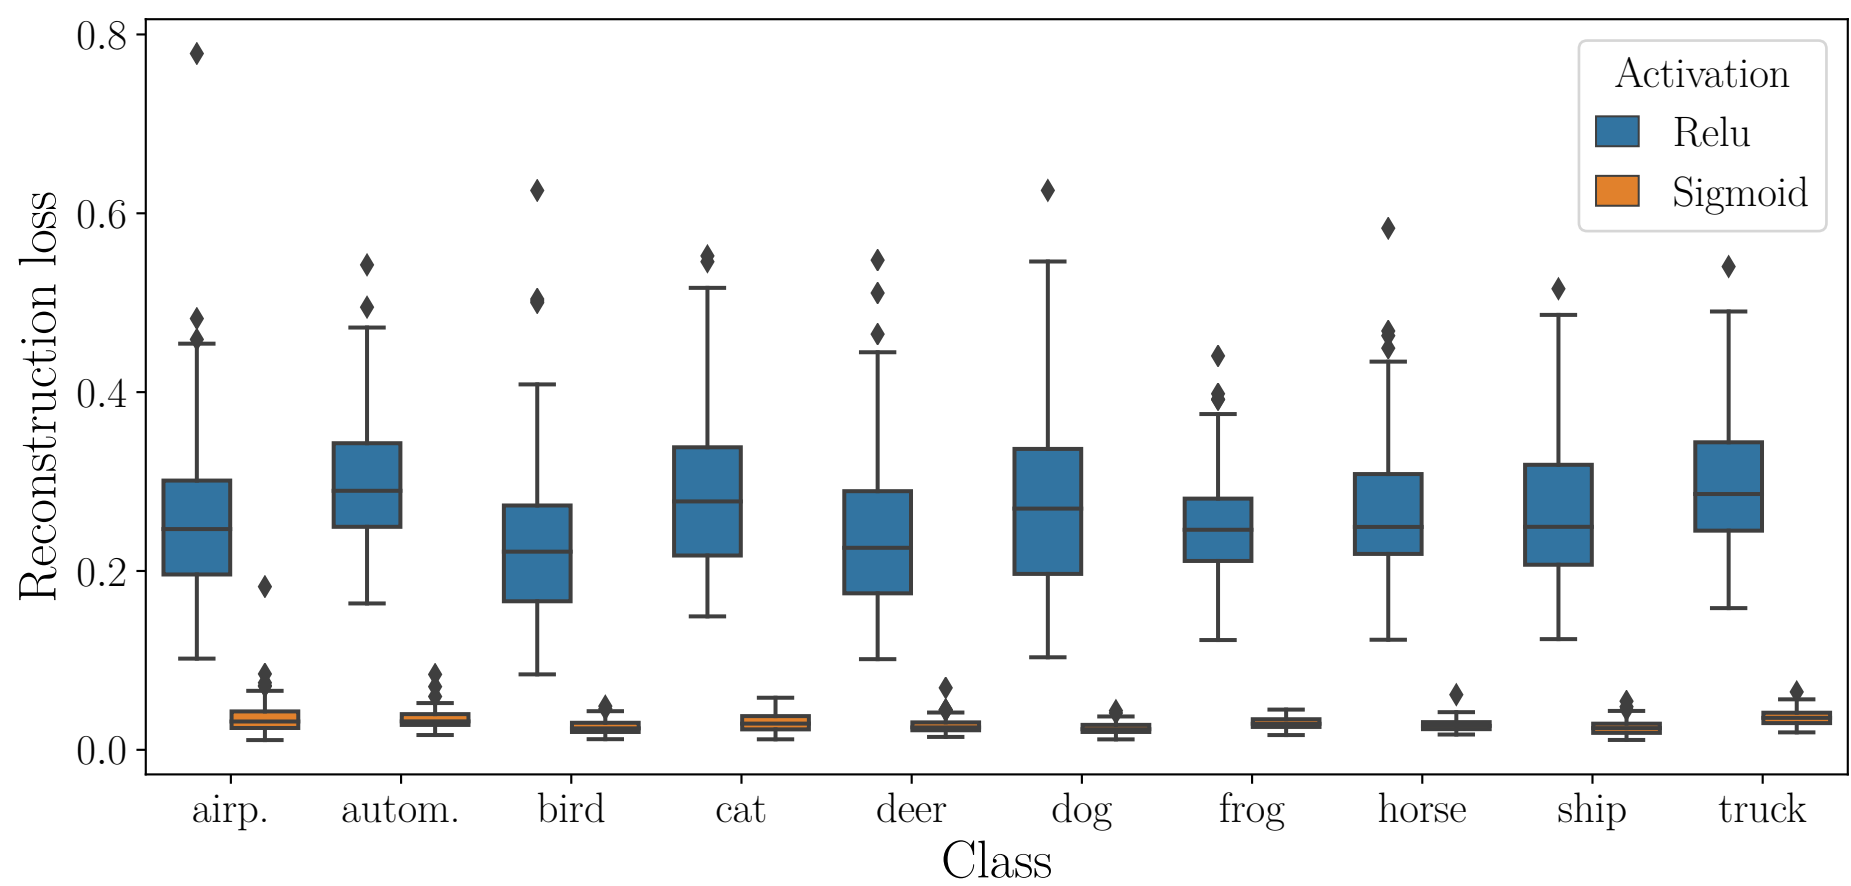 Reconstruction loss
0.8
0.6
0.4
0.2
0.0
Activation
Relu
Sigmoid
airp. autom. bird cat deer dog frog horse ship truck
Class